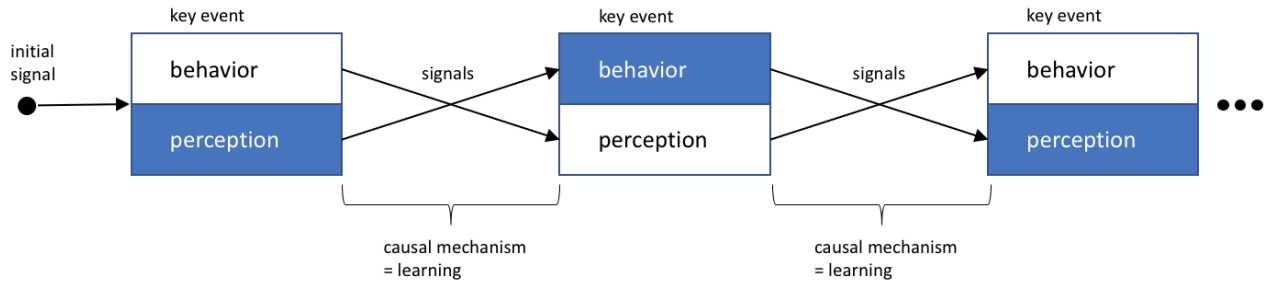 key event
key event
key event
initial
signal
behavior
perception
signals
behavior
perception
signals
behavior
perception
causal mechanism
= learning
causal mechanism
= learning